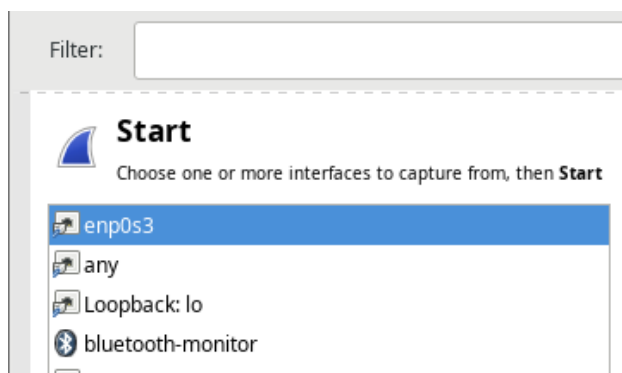 Filter:
Start
Choose one or more interfaces to capture from, then Start
enp0s3
any
Loopback: lo
bluetooth-monitor